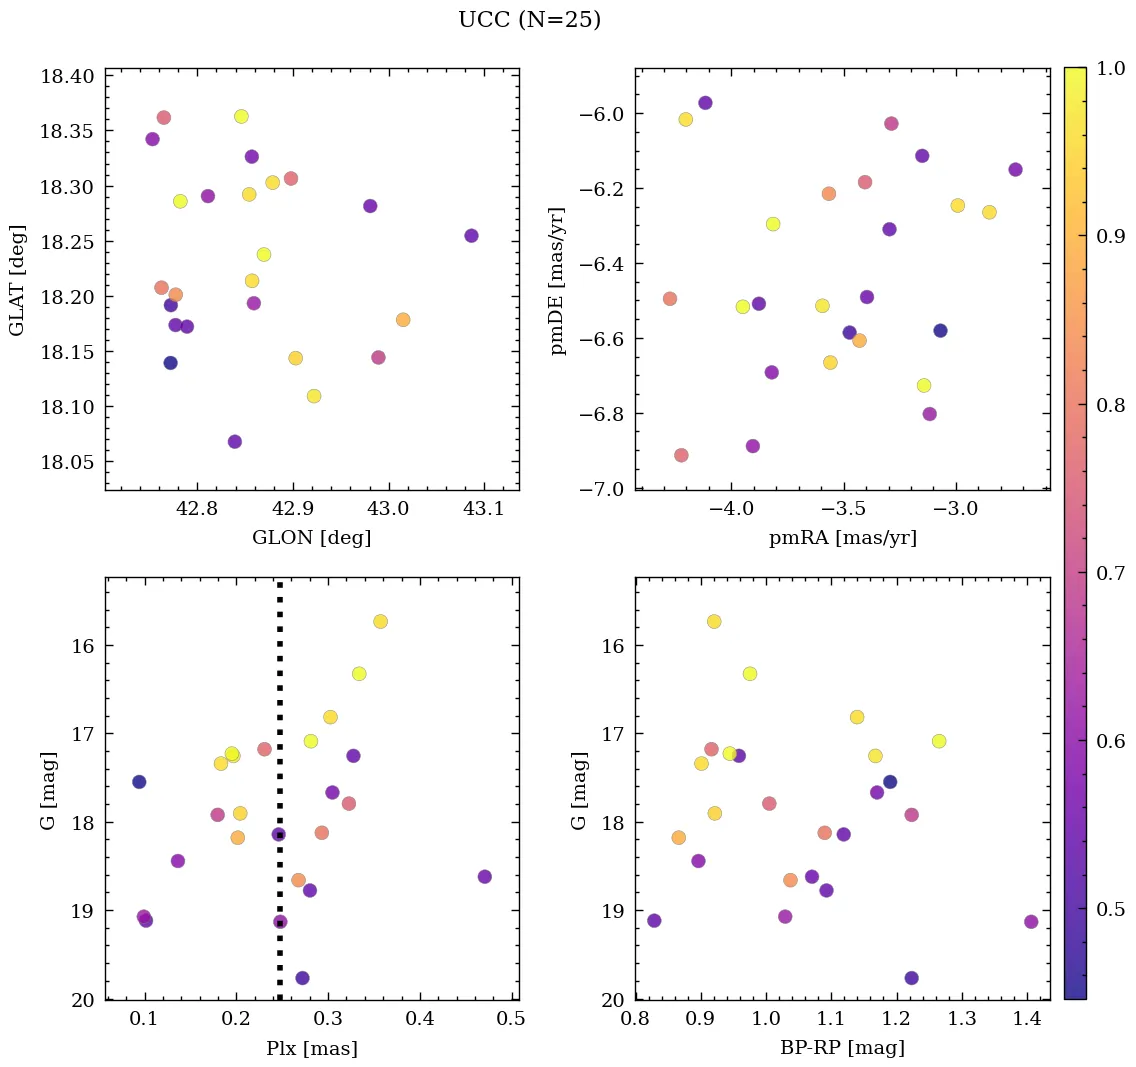 UCC (N=25)
18.40
18.35
18.30
18.25
18.20
18.15
18.10
18.05
GLAT [deg]
42.8 42.9 43.0 43.1
GLON [deg]
−6.0
−6.2
−6.4
−6.6
−6.8
−7.0
pmDE [mas/yr]
−4.0 −3.5 −3.0
pmRA [mas/yr]
16
17
18
19
20
G [mag]
0.1 0.2 0.3 0.4 0.5
Plx [mas]
16
17
18
19
20
G [mag]
0.8 0.9 1.0 1.1 1.2 1.3 1.4
BP-RP [mag]
1.0
0.9
0.8
0.7
0.6
0.5